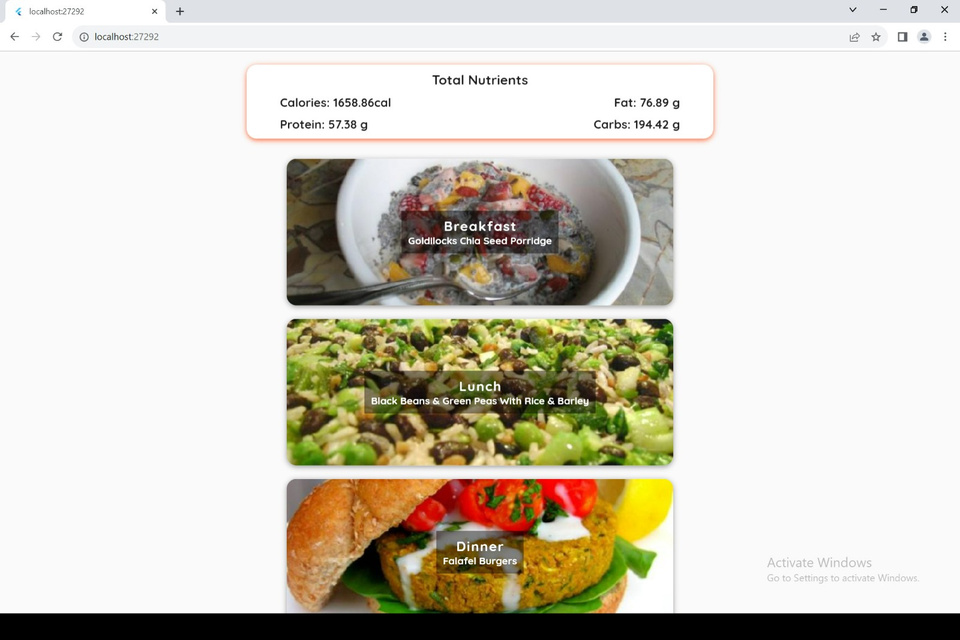 localhost:27292
localhost:27292
Total Nutrients
Calories: 1658.86cal
Fat: 76.89 g
Protein: 57.38 g
Carbs: 194.42 g
Breakfast
Goldilocks Chia Seed Porridge
Lunch
Black Beans & Green Peas With Rice & Barley
Dinner
Falafel Burgers
Activate Windows
Go to Settings to activate Windows.